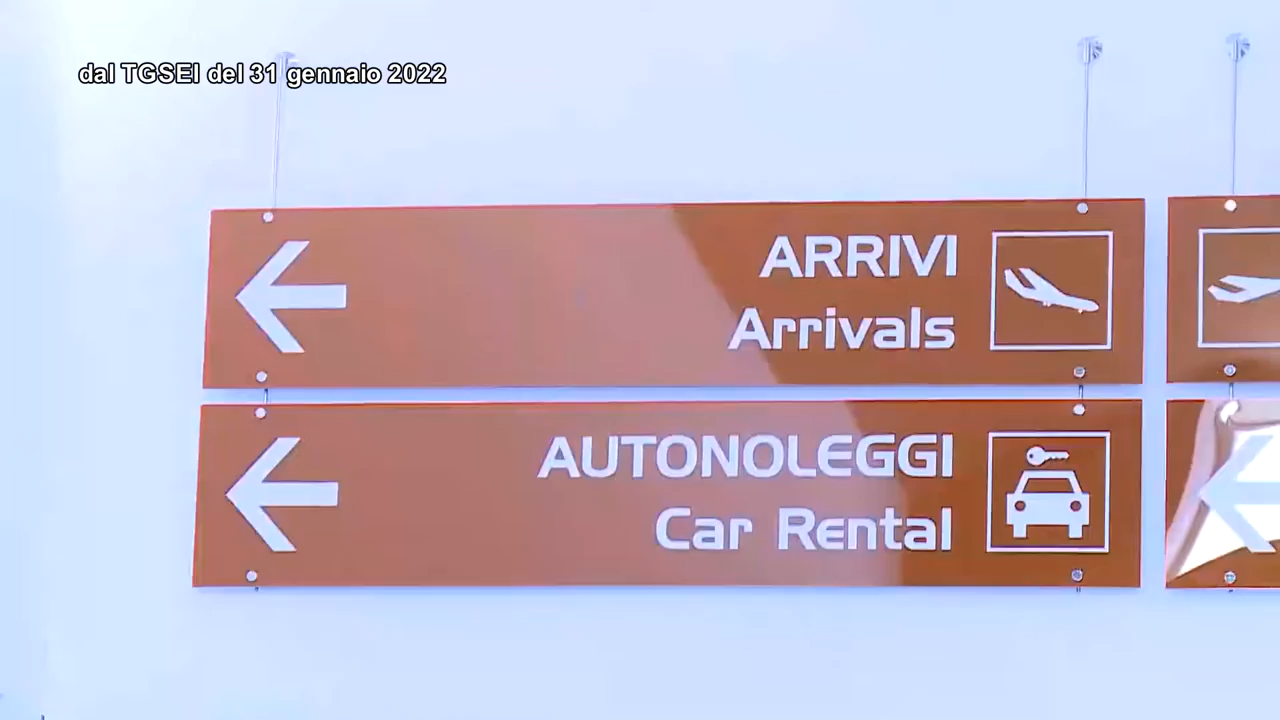 dal TGSEI del 31 gennaio 2022
ARRIVI
Arrivals
AUTONOLEGGI
Car Rental